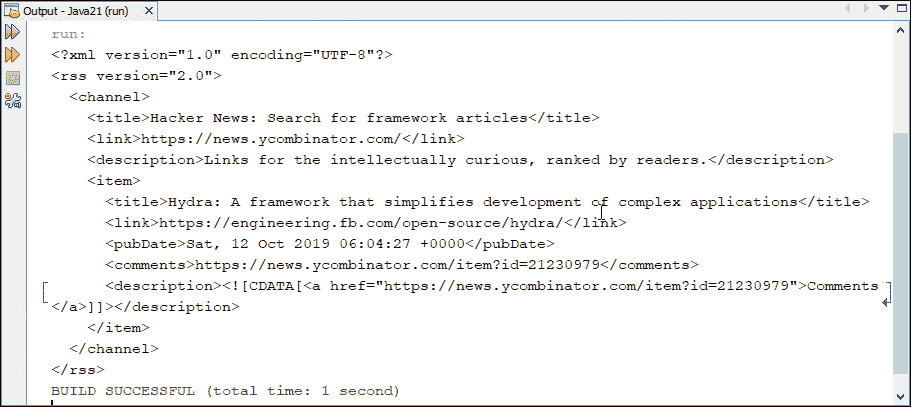 Output - Java21 (run)
run:
<?xml version="1.0" encoding="UTF-8"?>
<rss version="2.0">
  <channel>
    <title>Hacker News: Search for framework articles</title>
    <link>https://news.ycombinator.com/</link>
    <description>Links for the intellectually curious, ranked by readers.</description>
    <item>
      <title>Hydra: A framework that simplifies development of complex applications</title>
      <link>https://engineering.fb.com/open-source/hydra/</link>
      <pubDate>Sat, 12 Oct 2019 06:04:27 +0000</pubDate>
      <comments>https://news.ycombinator.com/item?id=21230979</comments>
      <description><![CDATA[<a href="https://news.ycombinator.com/item?id=21230979">Comments
</a>]]></description>
    </item>
  </channel>
</rss>
BUILD SUCCESSFUL (total time: 1 second)